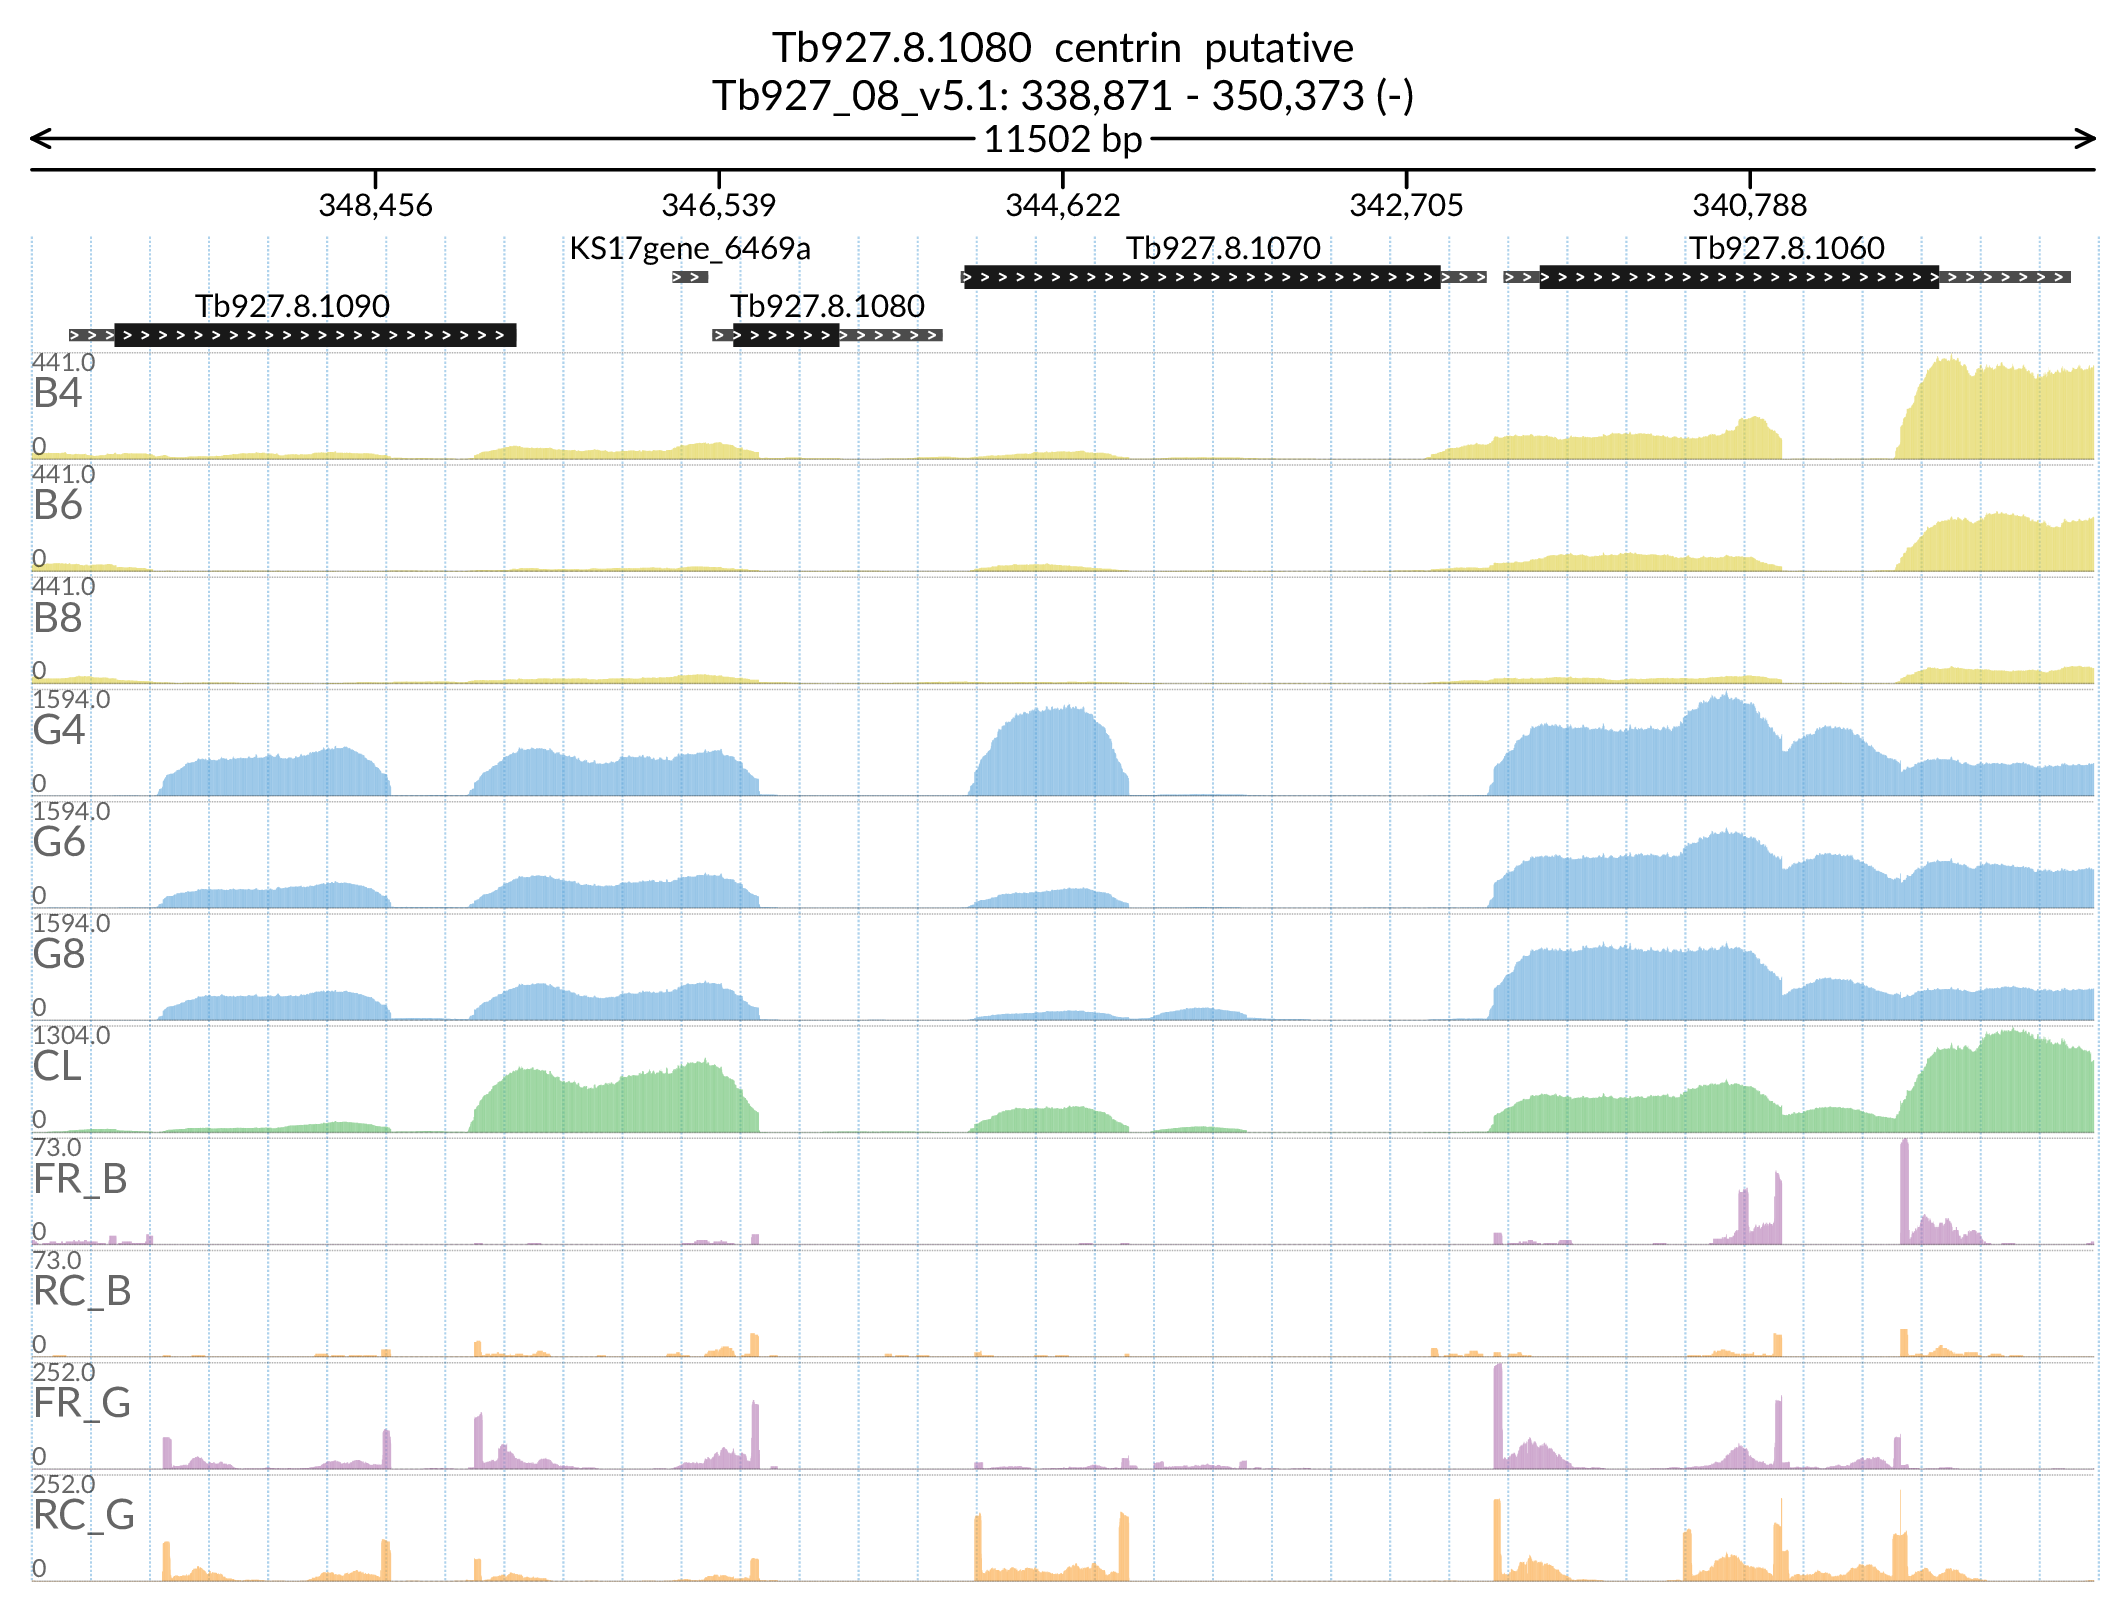 Tb927.8.1080 centrin putative
Tb927_08_v5.1: 338,871 - 350,373 (-)
11502 bp
348,456 346,539 344,622 342,705 340,788
KS17gene_6469a Tb927.8.1070 Tb927.8.1060
Tb927.8.1090 Tb927.8.1080
441.0
B4
0
441.0
B6
0
441.0
B8
0
1594.0
G4
0
1594.0
G6
0
1594.0
G8
0
1304.0
CL
0
73.0
FR_B
0
73.0
RC_B
0
252.0
FR_G
0
252.0
RC_G
0